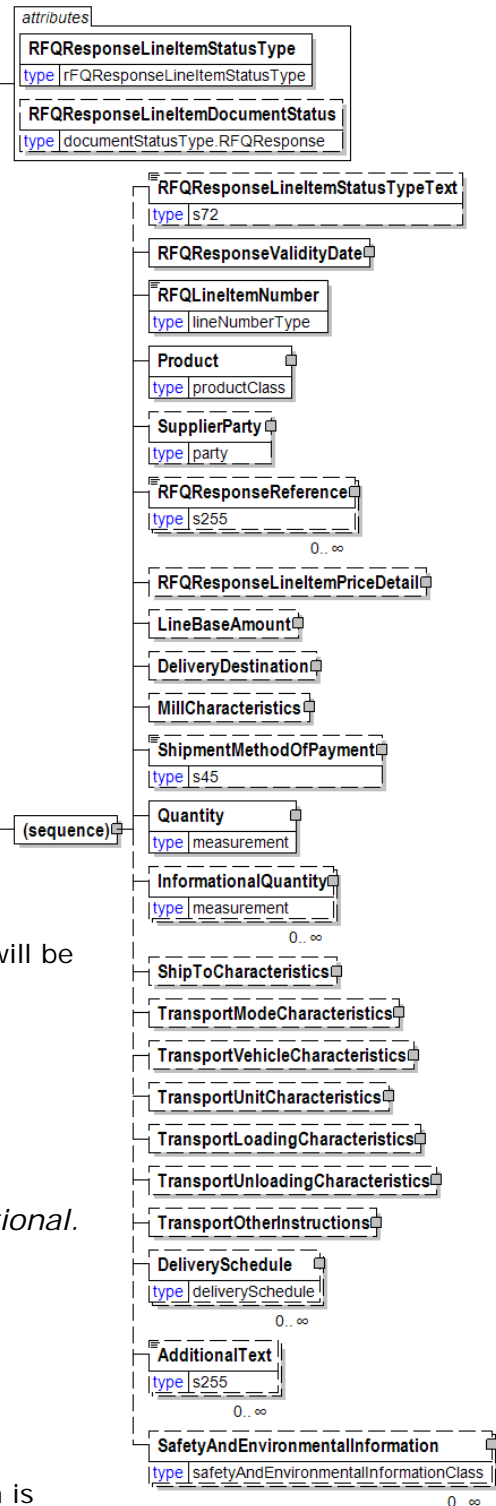 attributes
RFQResponseLineItemStatusType
type rFQResponseLineItemStatusType
RFQResponseLineItemDocumentStatus
type documentStatusType.RFQResponse
RFQResponseLineItemStatusTypeText
type s72
RFQResponseValidityDate
RFQLineItemNumber
type lineNumberType
Product
type productClass
SupplierParty
type party
RFQResponseReference
type s255
0..∞
RFQResponseLineItemPriceDetail
LineBaseAmount
DeliveryDestination
MillCharacteristics
ShipmentMethodOfPayment
type s45
(sequence)
Quantity
type measurement
InformationalQuantity
type measurement
0..∞
will be
ShipToCharacteristics
TransportModeCharacteristics
TransportVehicleCharacteristics
TransportUnitCharacteristics
TransportLoadingCharacteristics
TransportUnloadingCharacteristics
tional.
TransportOtherInstructions
DeliverySchedule
type deliverySchedule
0..∞
AdditionalText
type s255
0..∞
SafetyAndEnvironmentalInformation
type safetyAndEnvironmentalInformationClass
is
0..∞